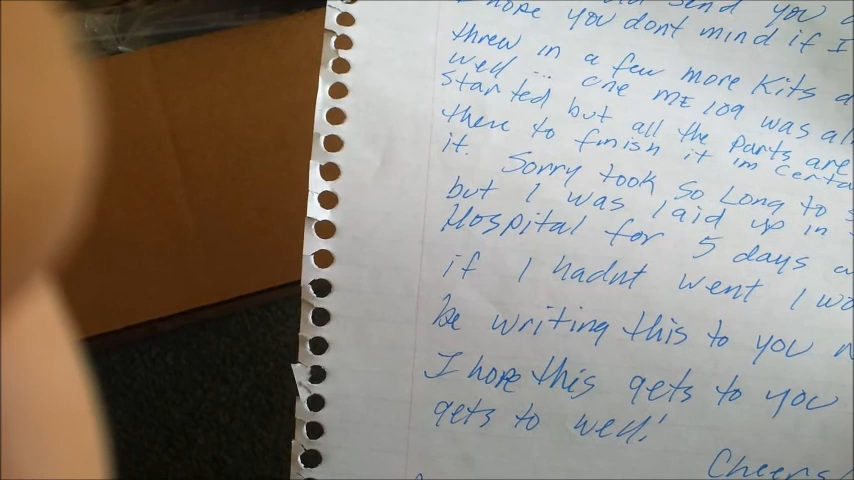 send you
hope you dont mind if I
threw in a few more Kits a
well... one ME 109 was al
started but all the Parts are
there to finish it im certa
it. Sorry took so Long to s
but I was laid up in
Hospital for 5 days a
if I hadnt went I wo
be writing this to you n
I hope this gets to you
gets to well!
Cheers!